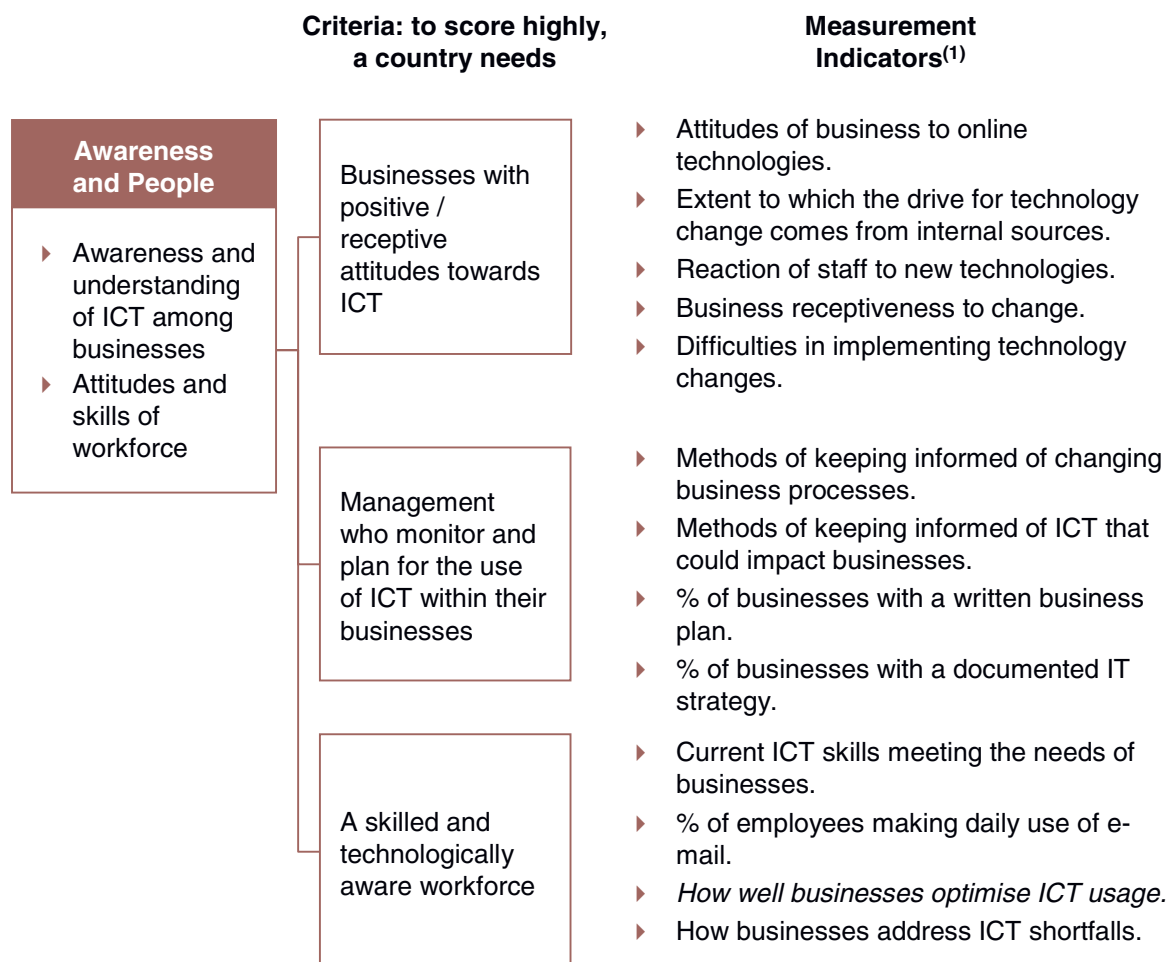 Criteria: to score highly,
a country needs
Measurement
Indicators(1)
Awareness
and People
Awareness and
understanding
of ICT among
businesses
Attitudes and
skills of
workforce
Businesses with
positive /
receptive
attitudes towards
ICT
Attitudes of business to online
technologies.
Extent to which the drive for technology
change comes from internal sources.
Reaction of staff to new technologies.
Business receptiveness to change.
Difficulties in implementing technology
changes.
Management
who monitor and
plan for the use
of ICT within their
businesses
Methods of keeping informed of changing
business processes.
Methods of keeping informed of ICT that
could impact businesses.
% of businesses with a written business
plan.
% of businesses with a documented IT
strategy.
A skilled and
technologically
aware workforce
Current ICT skills meeting the needs of
businesses.
% of employees making daily use of e-
mail.
How well businesses optimise ICT usage.
How businesses address ICT shortfalls.